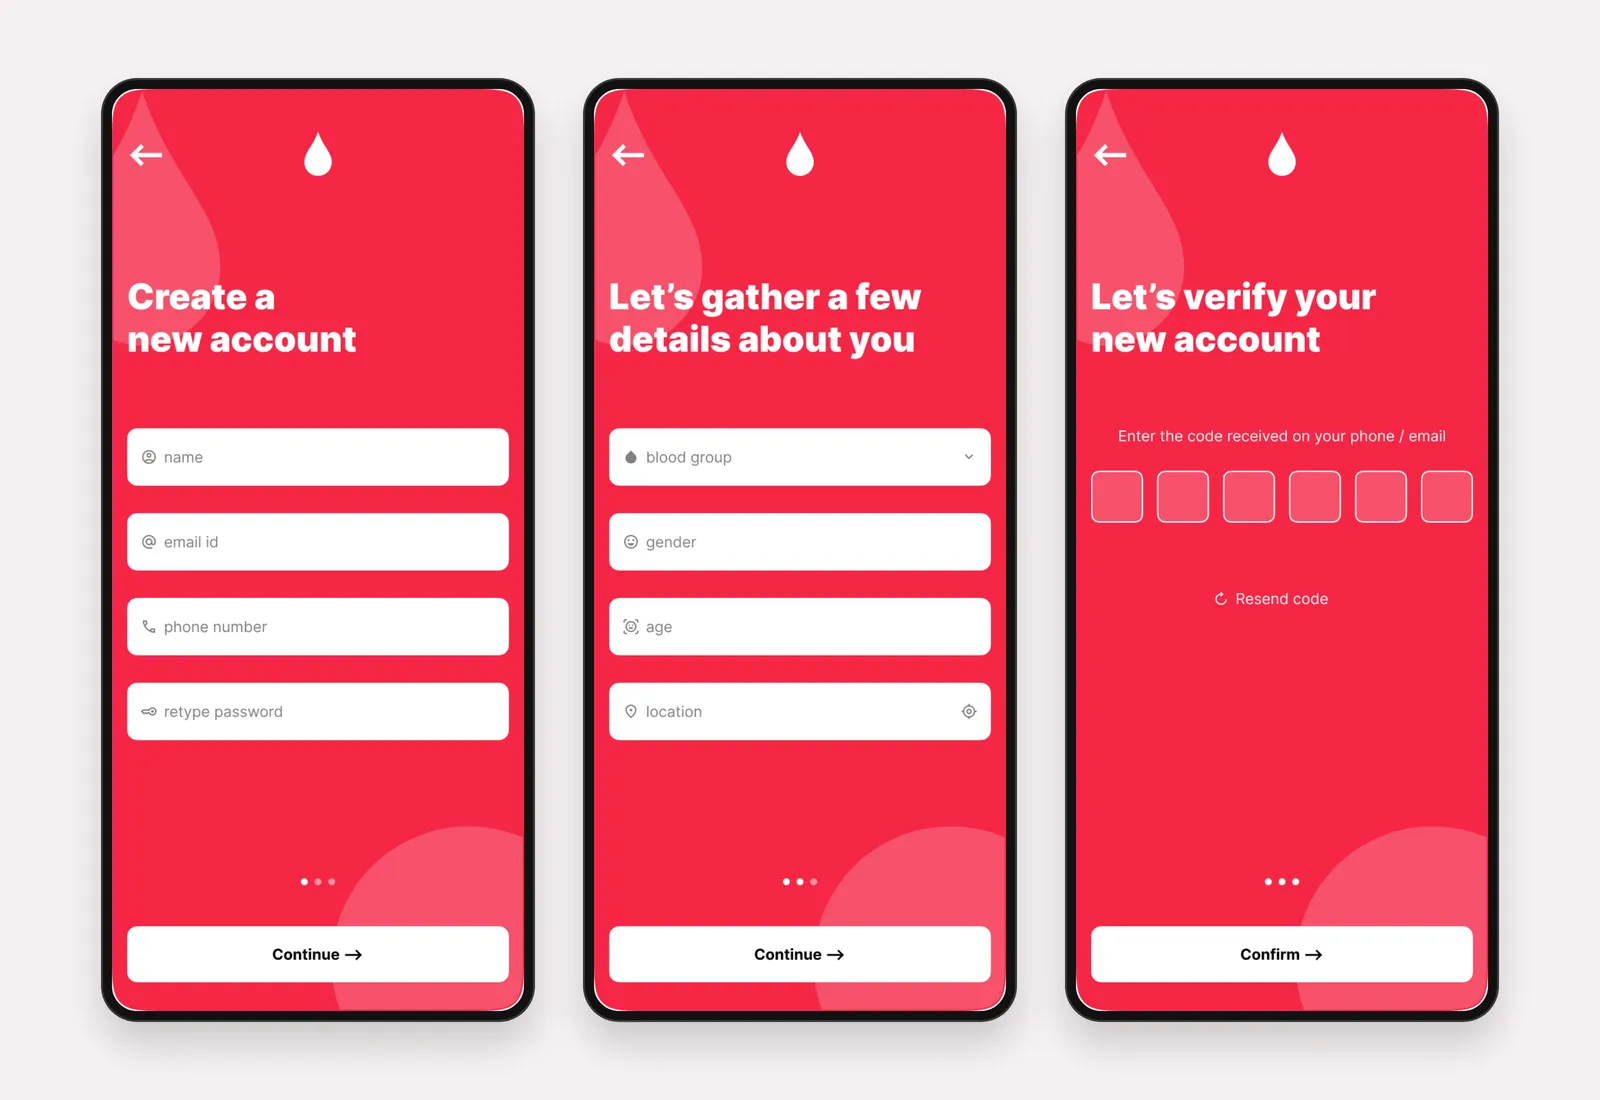 Create a
new account
name
email id
phone number
retype password
Continue →
Let’s gather a few
details about you
blood group
gender
age
location
Continue →
Let’s verify your
new account
Enter the code received on your phone / email
Resend code
Confirm →